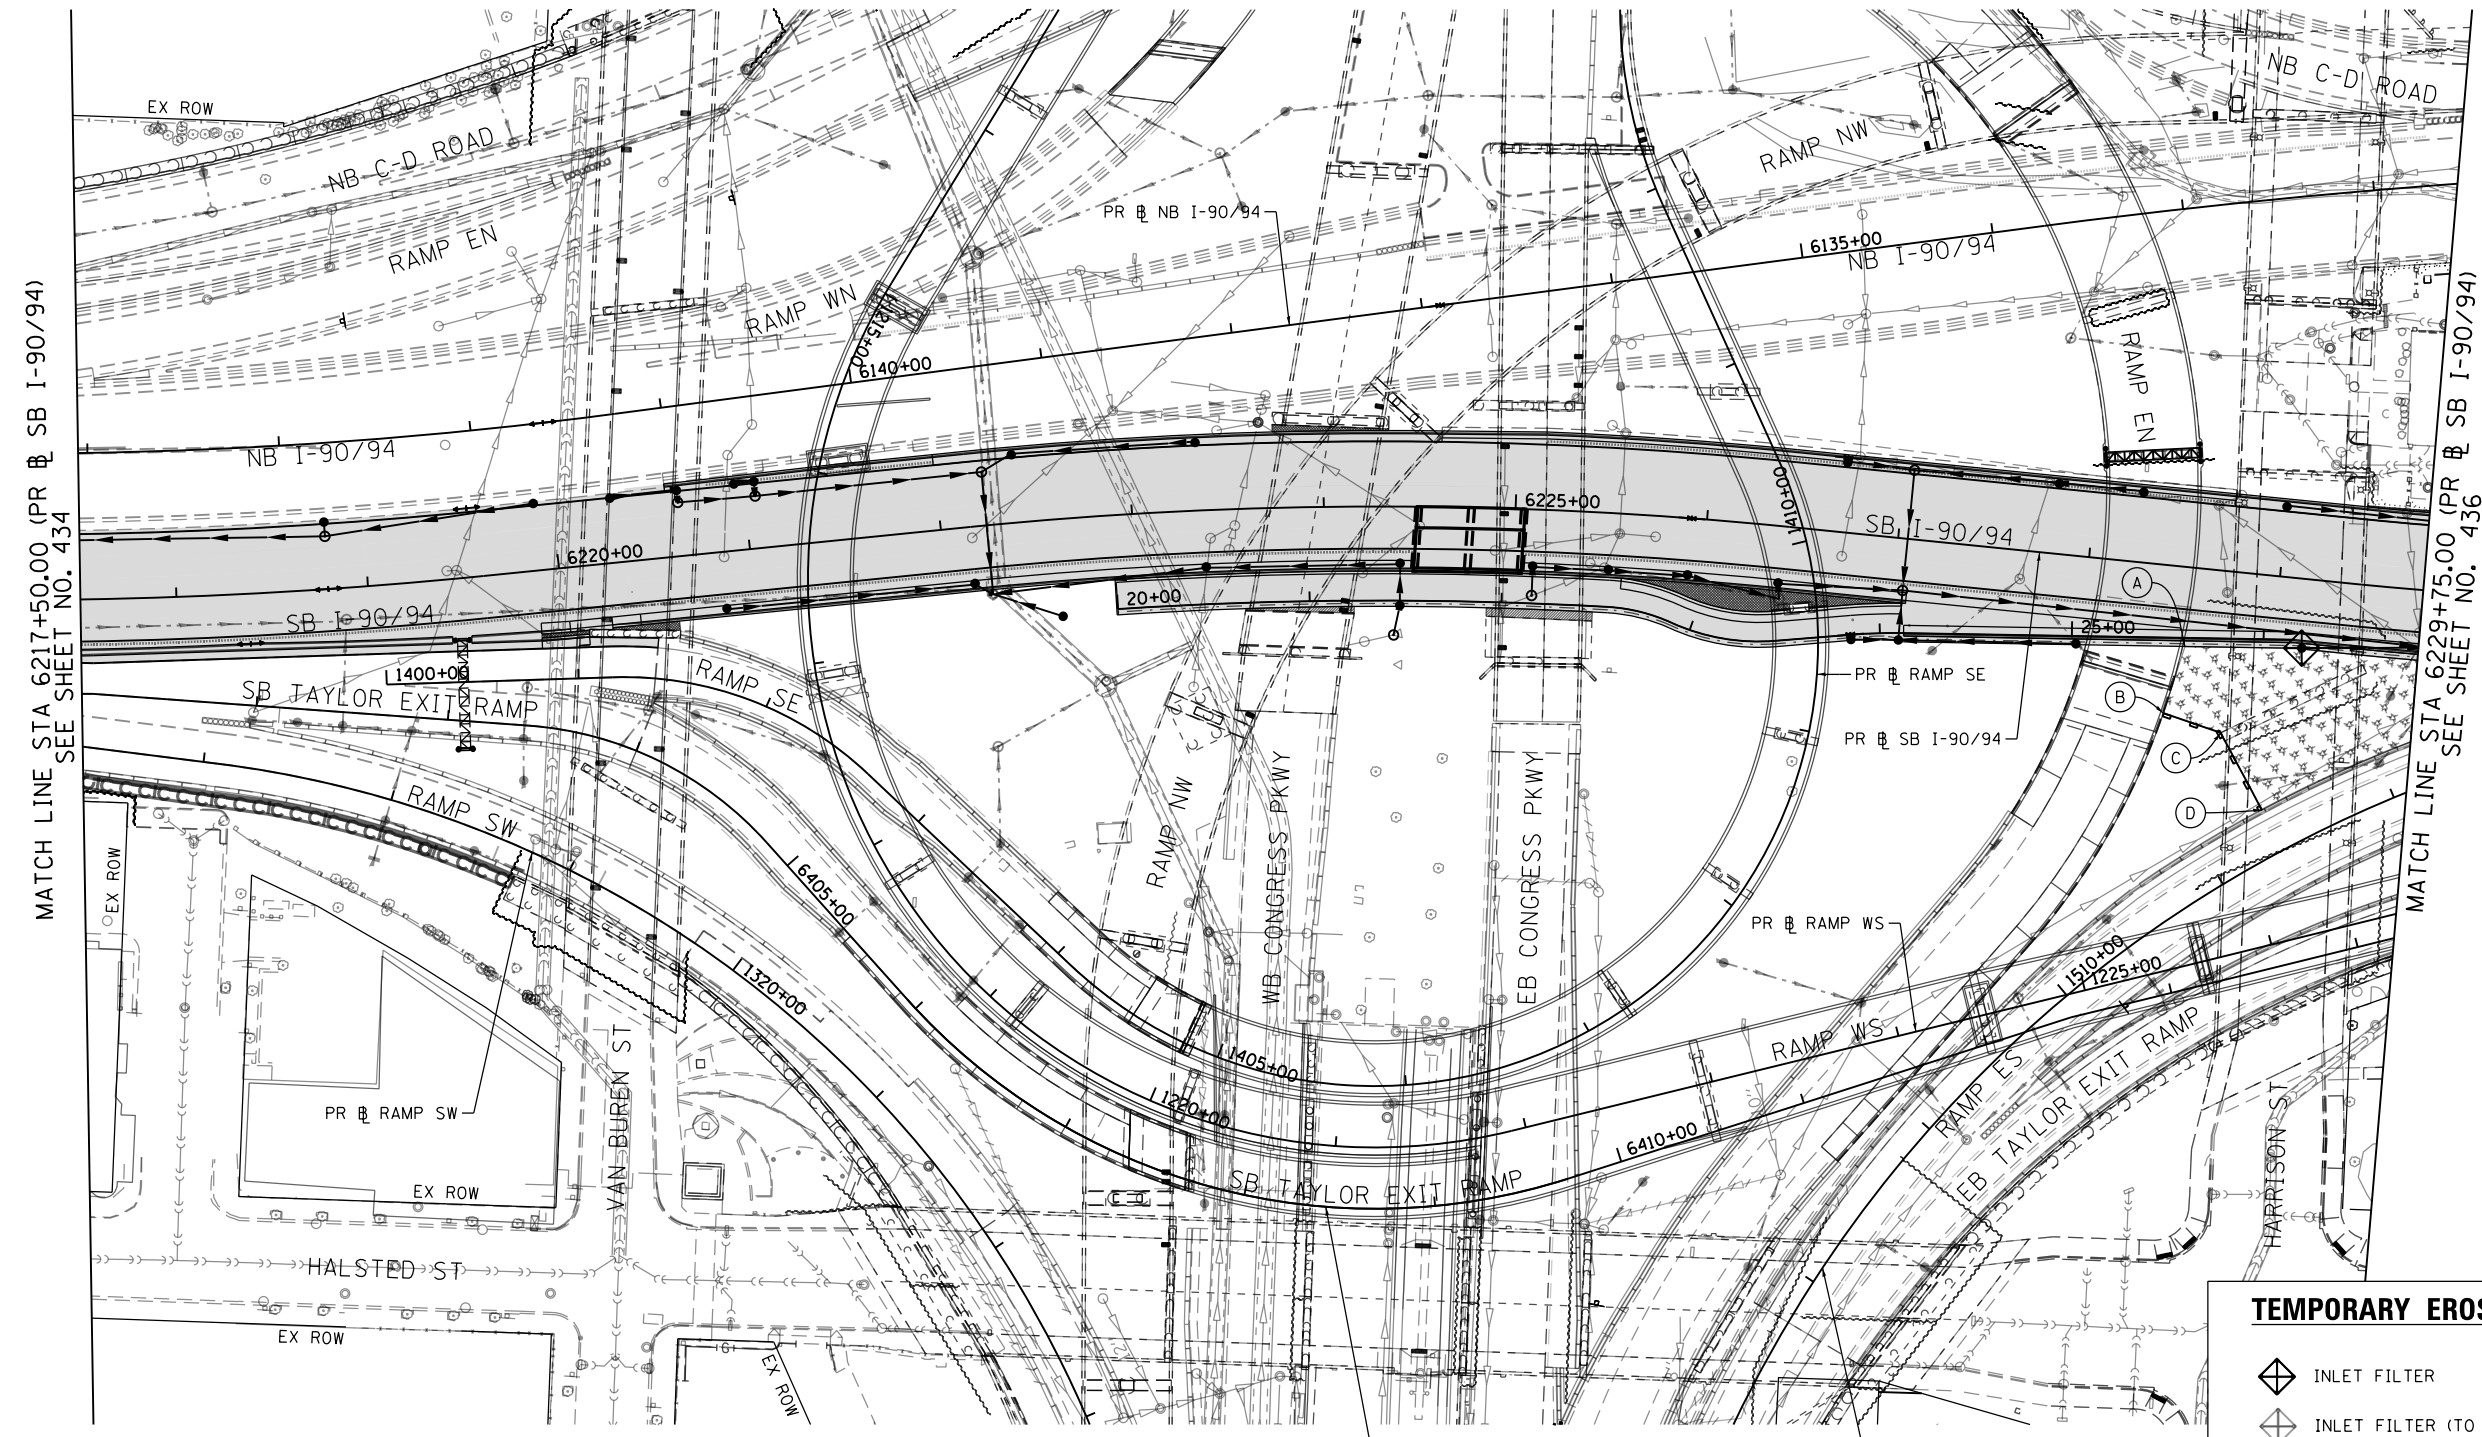 EX ROW
NB C-D ROAD
NB C-D ROAD
RAMP NW
RAMP EN
PR ℄ NB I-90/94
6135+00
NB I-90/94
RAMP WN
1215+00
6140+00
RAMP EN
NB I-90/94
MATCH LINE STA 6217+50.00 (PR ℄ SB I-90/94)
SEE SHEET NO. 434
MATCH LINE STA 6229+75.00 (PR ℄ SB I-90/94)
SEE SHEET NO. 436
6225+00
1410+00
SB I-90/94
6220+00
SB I-90/94
20+00
25+00
A
1400+00
RAMP SE
PR ℄ RAMP SE
SB TAYLOR EXIT RAMP
B
PR ℄ SB I-90/94
C
RAMP SW
D
RAMP NW
WB CONGRESS PKWY
EB CONGRESS PKWY
EX ROW
6405+00
PR ℄ RAMP WS
1320+00
1510+00
1225+00
RAMP WS
1405+00
RAMP ES
EB TAYLOR EXIT RAMP
PR ℄ RAMP SW
VAN BUREN ST
1220+00
6410+00
HARRISON ST
EX ROW
SB TAYLOR EXIT RAMP
HALSTED ST
EX ROW
EX ROW
TEMPORARY EROS
INLET FILTER
INLET FILTER (TO